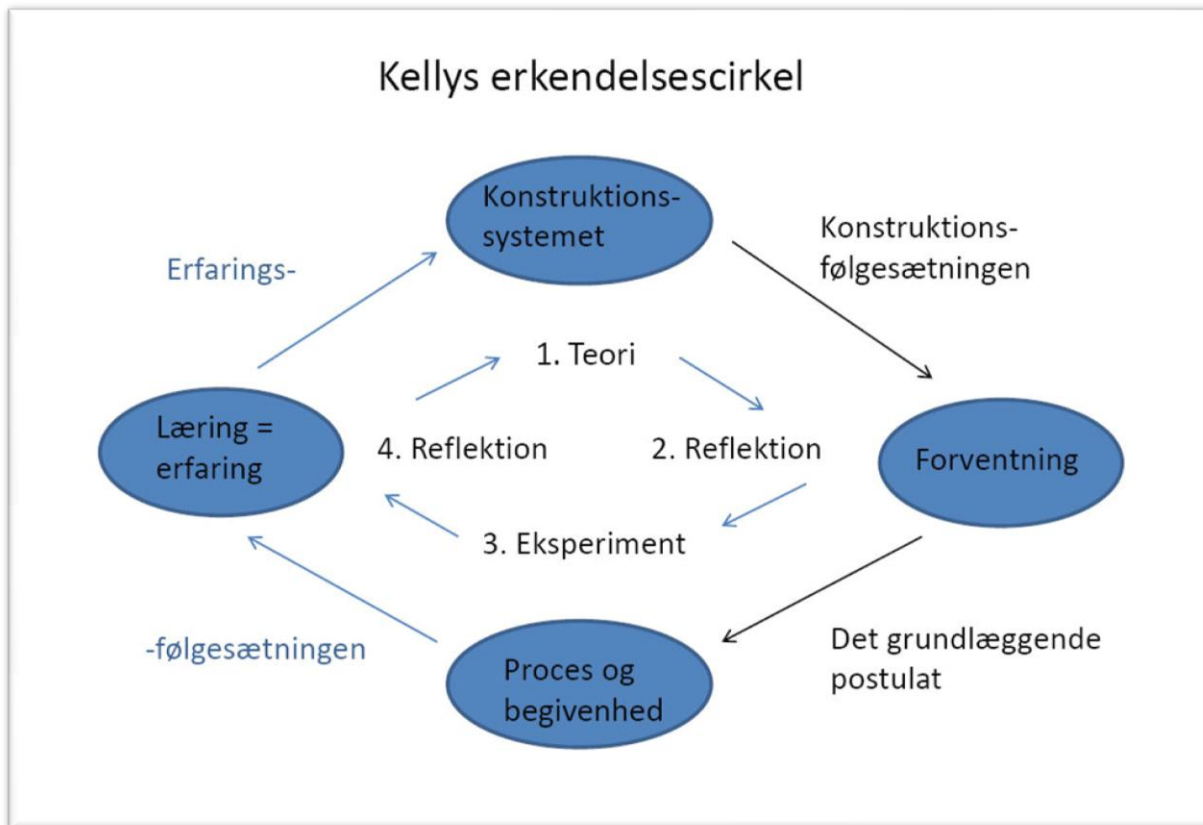 Kellys erkendelsescirkel
Konstruktions-
systemet
Konstruktions-
følgesætningen
Erfarings-
1. Teori
Læring =
erfaring
4. Reflektion
2. Reflektion
Forventning
3. Eksperiment
-følgesætningen
Det grundlæggende
postulat
Proces og
begivenhed